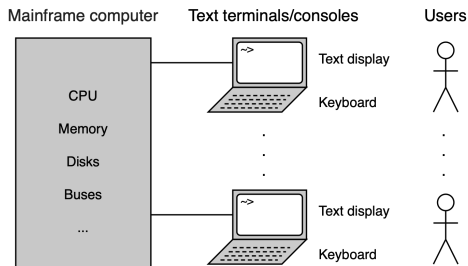 Mainframe computer
Text terminals/consoles
Users
CPU
Memory
Disks
Buses
...
~>
Text display
Keyboard
.
.
.
.
.
.
~>
Text display
Keyboard